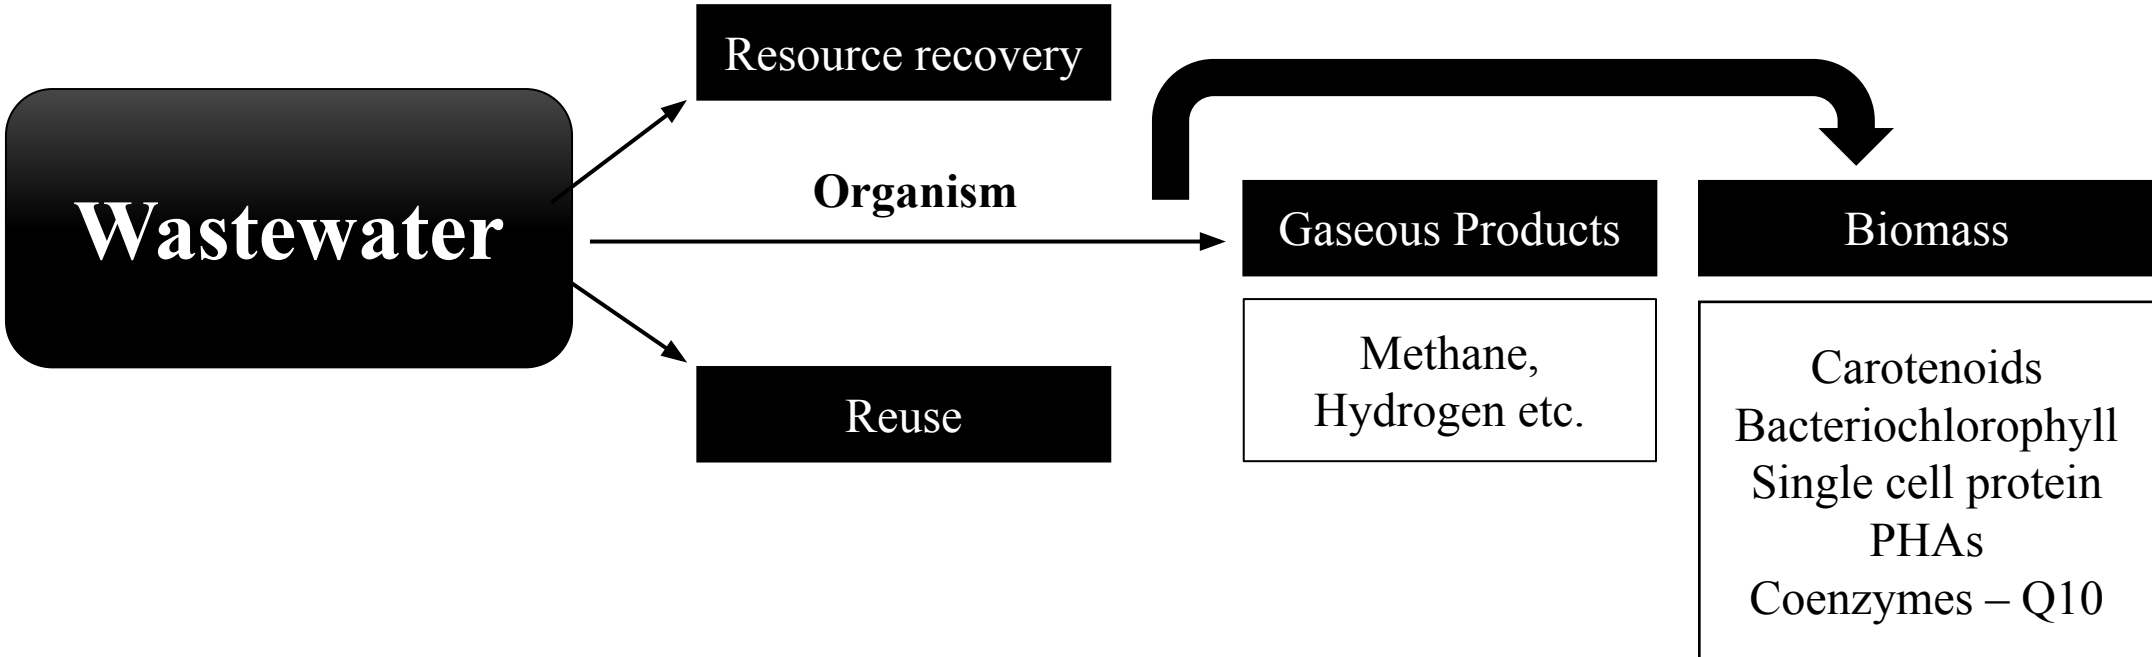 Resource recovery
Wastewater
Organism
Gaseous Products
Biomass
Methane,
Hydrogen etc.
Reuse
Carotenoids
Bacteriochlorophyll
Single cell protein
PHAs
Coenzymes – Q10